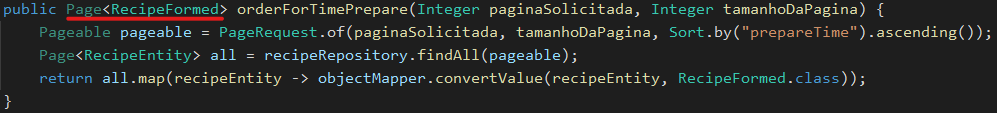 public Page<RecipeFormed> orderForTimePrepare(Integer paginaSolicitada, Integer tamanhoDaPagina) {
Pageable pageable = PageRequest.of(paginaSolicitada, tamanhoDaPagina, Sort.by("prepareTime").ascending());
Page<RecipeEntity> all = recipeRepository.findAll(pageable);
return all.map(recipeEntity -> objectMapper.convertValue(recipeEntity, RecipeFormed.class));
}